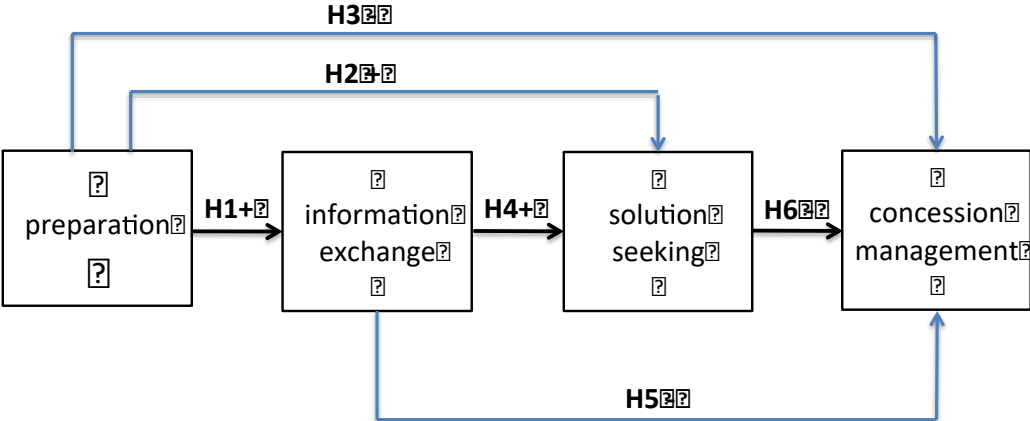 H3
H2+
preparation
H1+
information
exchange
H4+
solution
seeking
H6
concession
management
H5